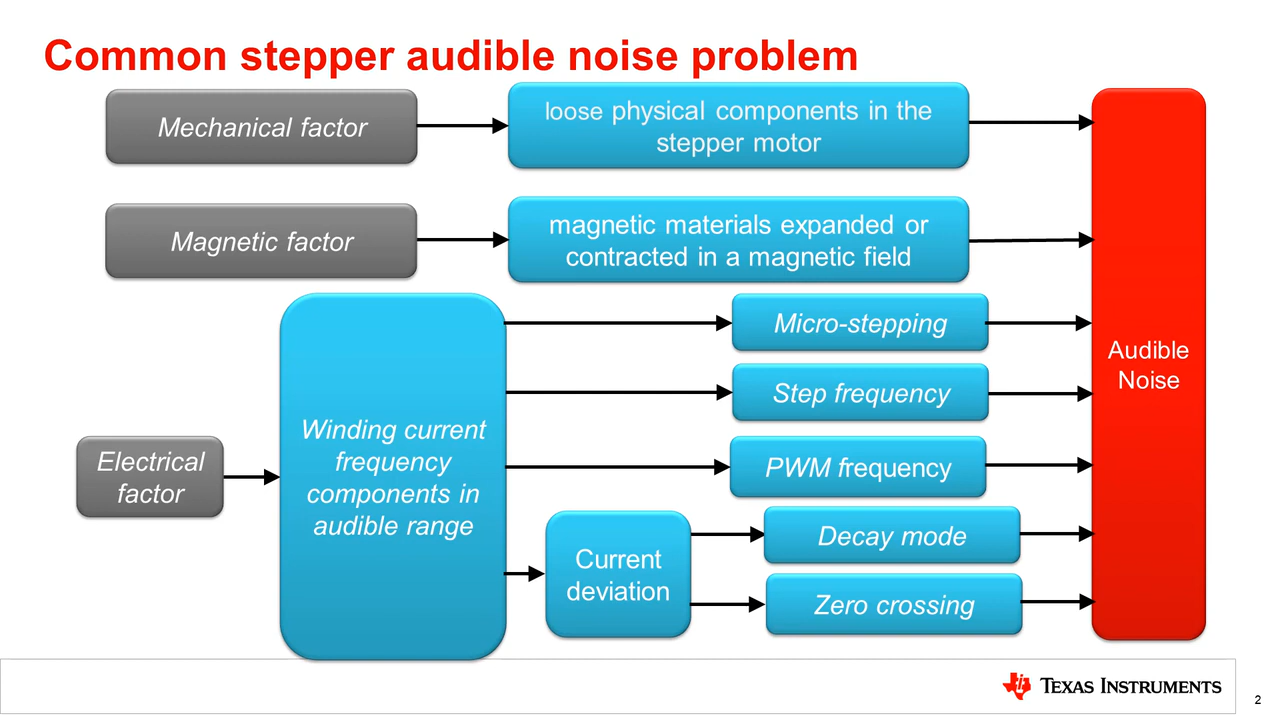 Common stepper audible noise problem
Mechanical factor
loose physical components in the
stepper motor
Magnetic factor
magnetic materials expanded or
contracted in a magnetic field
Electrical
factor
Winding current
frequency
components in
audible range
Micro-stepping
Step frequency
PWM frequency
Current
deviation
Decay mode
Zero crossing
Audible
Noise
TEXAS INSTRUMENTS
2